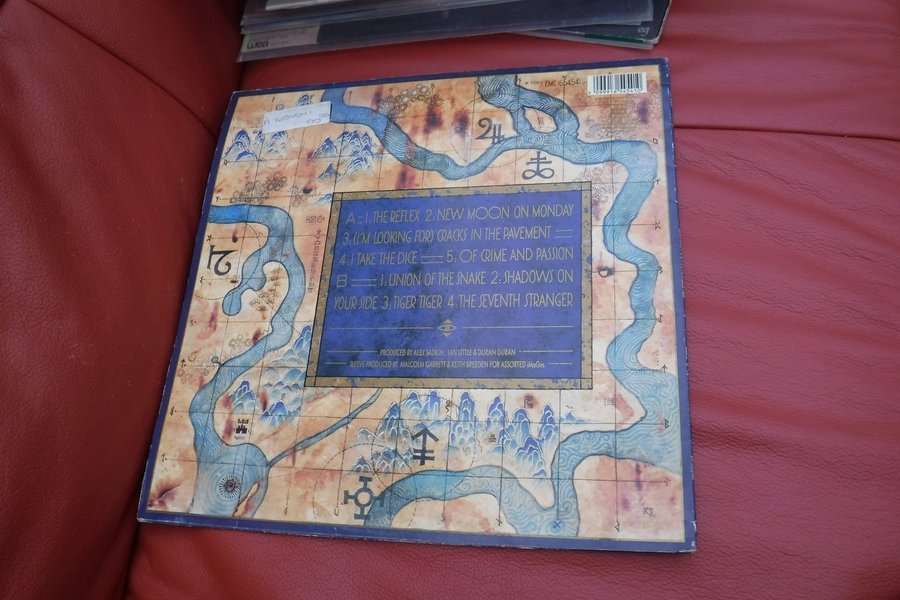 wea
EMC 1654541
A = 1. THE REFLEX 2. NEW MOON ON MONDAY
3. (I'M LOOKING FOR) CRACKS IN THE PAVEMENT
4. I TAKE THE DICE 5. OF CRIME AND PASSION
B 1. UNION OF THE SNAKE 2. SHADOWS ON
YOUR SIDE 3. TIGER TIGER 4. THE SEVENTH STRANGER
PRODUCED BY ALEX SADKIN, IAN LITTLE & DURAN DURAN
SLEEVE PRODUCED BY MALCOLM GARRETT & KEITH BREEDEN FOR ASSORTED iMaGes